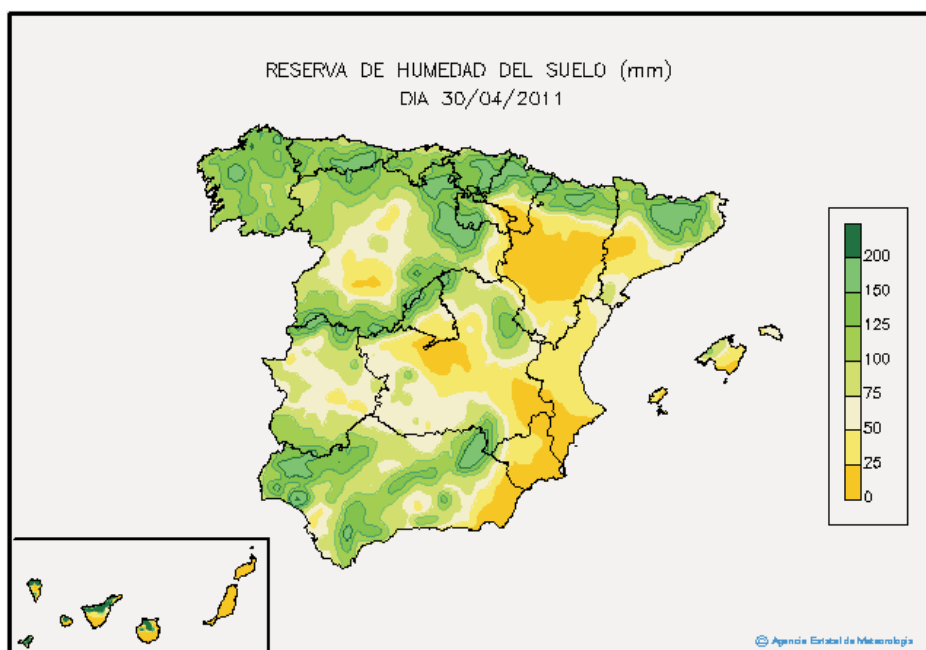 RESERVA DE HUMEDAD DEL SUELO (mm)
DIA 30/04/2011
200
150
125
100
75
50
25
0
© Agencia Estatal de Meteorología